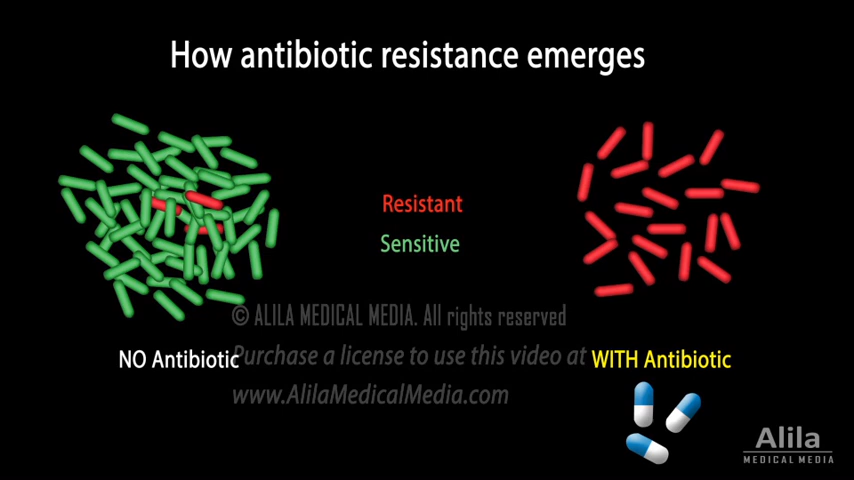 How antibiotic resistance emerges
Resistant
Sensitive
© ALILA MEDICAL MEDIA. All rights reserved
NO Antibiotic
Purchase a license to use this video at
WITH Antibiotic
www.AlilaMedicalMedia.com
Alila
MEDICAL MEDIA